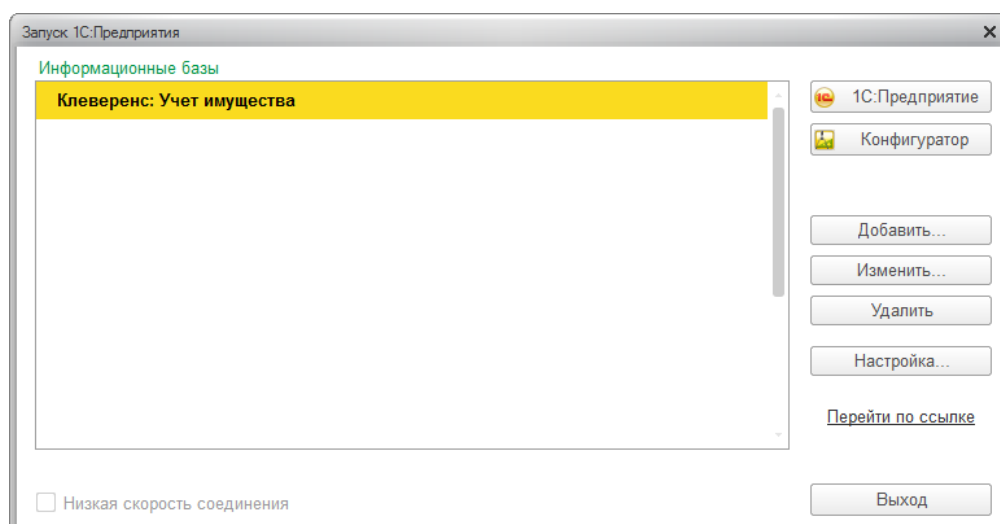 Запуск 1С:Предприятия
Информационные базы
Клеверенс: Учет имущества
1С:Предприятие
Конфигуратор
Добавить...
Изменить...
Удалить
Настройка...
Перейти по ссылке
Низкая скорость соединения
Выход